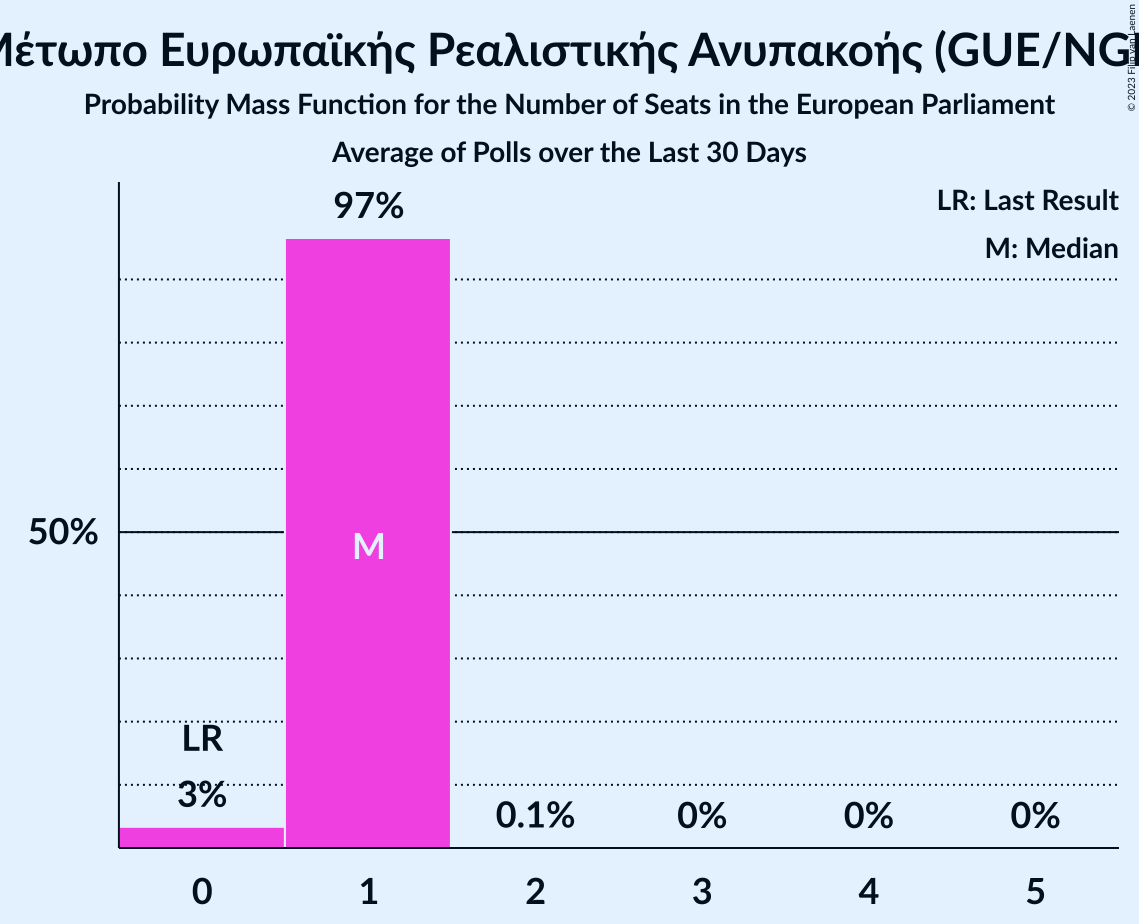 Μέτωπο Ευρωπαϊκής Ρεαλιστικής Ανυπακοής (GUE/NG
© 2023 Filip van Laenen
Probability Mass Function for the Number of Seats in the European Parliament
Average of Polls over the Last 30 Days
LR: Last Result
M: Median
97%
50%
M
LR
3%
0.1%
0%
0%
0%
0 1 2 3 4 5